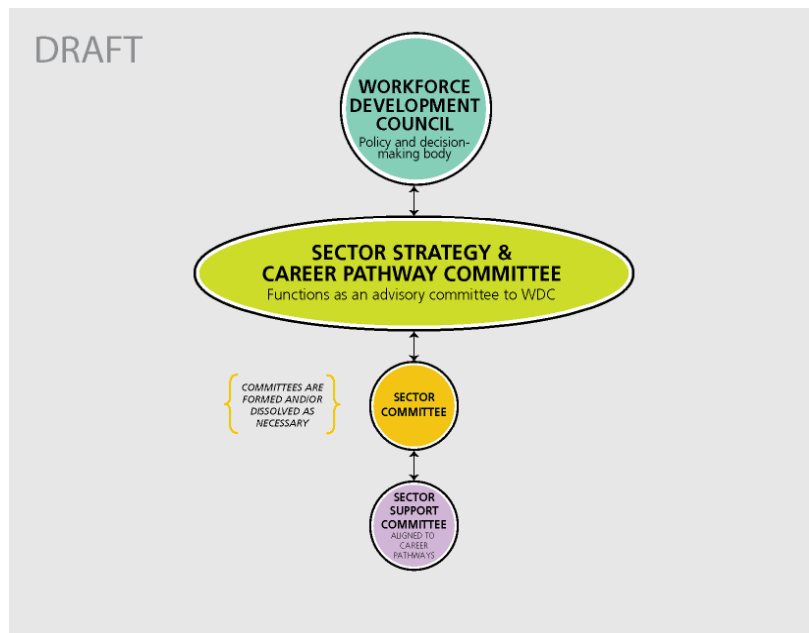 DRAFT
WORKFORCE
DEVELOPMENT
COUNCIL
Policy and decision-
making body
SECTOR STRATEGY &
CAREER PATHWAY COMMITTEE
Functions as an advisory committee to WDC
COMMITTEES ARE
FORMED AND/OR
DISSOLVED AS
NECESSARY
SECTOR
COMMITTEE
SECTOR
SUPPORT
COMMITTEE
ALIGNED TO
CAREER
PATHWAYS